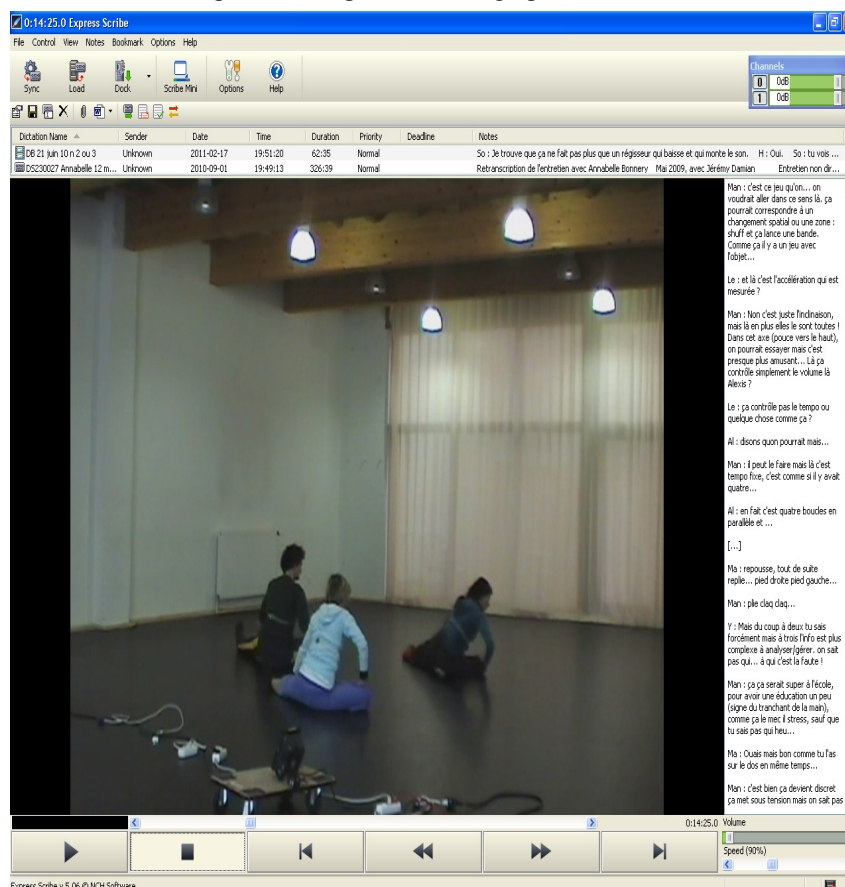 0:14:25.0 Express Scribe
File Control View Notes Bookmark Options Help
Sync Load Dock Scribe Mini Options Help
Channels
0 0dB
1 0dB
Dictation Name Sender Date Time Duration Priority Deadline Notes
DB 21 juin 10 n 2 ou 3 Unknown 2011-02-17 19:51:20 62:35 Normal So : Je trouve que ça ne fait pas plus que un régisseur qui baisse et qui monte le son. H : Oui. So : tu vois ...
DS230027 Annabelle 12 m... Unknown 2010-09-01 19:49:13 326:39 Normal Retranscription de l'entretien avec Annabelle Bonnery Mai 2009, avec Jérémy Damian Entretien non dir...
Man : c'est ce jeu qu'on... on
voudrait aller dans ce sens là. ça
pourrait correspondre à un
changement spatial ou une zone :
shuff et ça lance une bande.
Comme ça il y a un jeu avec
l'objet...
Le : et là c'est l'accélération qui est
mesurée ?
Man : Non c'est juste l'inclinaison,
mais là en plus elles le sont toutes !
Dans cet axe (pouce vers le haut),
on pourrait essayer mais c'est
presque plus amusant... Là ça
contrôle simplement le volume là
Alexis ?
Le : ça contrôle pas le tempo ou
quelque chose comme ça ?
Al : disons quon pourrait mais...
Man : il peut le faire mais là c'est
tempo fixe, c'est comme si il y avait
quatre...
Al : en fait c'est quatre boucles en
parallèle et ...
[...]
Ma : repousse, tout de suite
replie... pied droite pied gauche...
Man : plie claq claq...
Y : Mais du coup à deux tu sais
forcément mais à trois l'info est plus
complexe à analyser/gérer. on sait
pas qui... à qui c'est la faute !
Man : ça ça serait super à l'école,
pour avoir une éducation un peu
(signe du tranchant de la main),
comme ça le mec il stress, sauf que
tu sais pas qui heu...
Ma : Ouais mais bon comme tu l'as
sur le dos en même temps...
Man : c'est bien ça devient discret
ça met sous tension mais on sait pas
0:14:25.0 Volume
Speed (90%)
Express Scribe v 5.06 © NCH Software